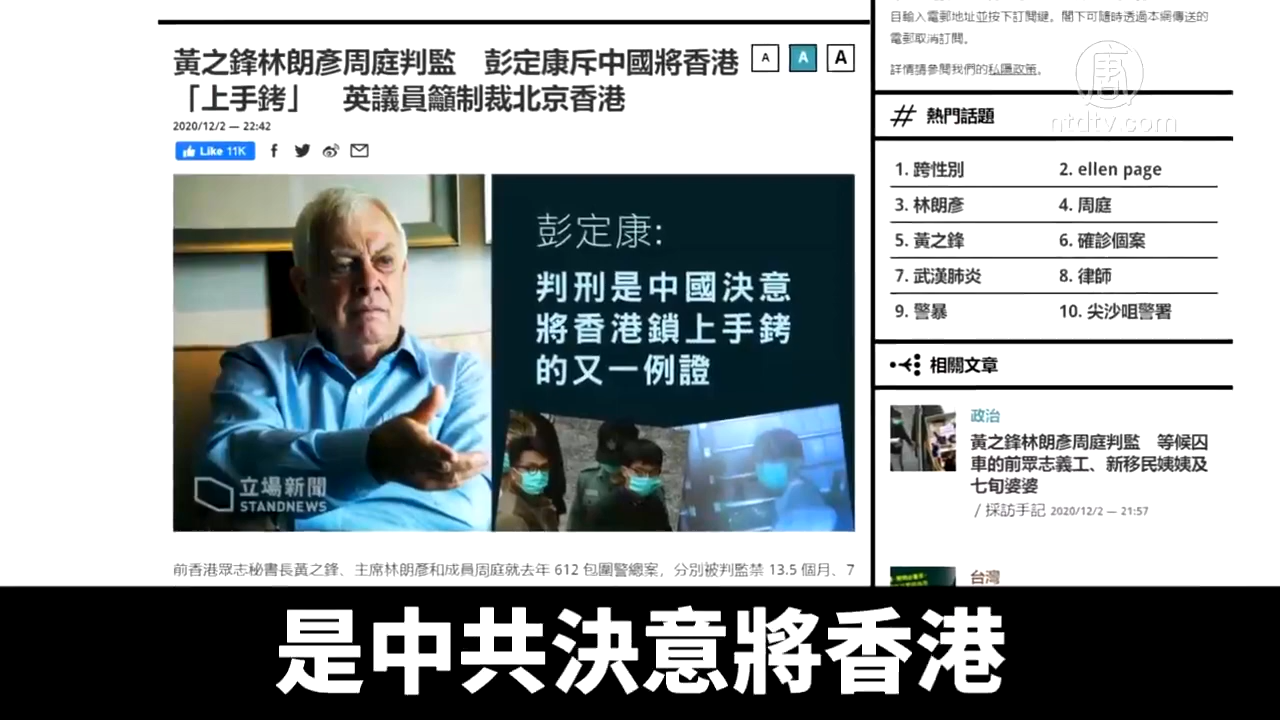 黃之鋒林朗彥周庭判監　彭定康斥中國將香港
「上手銬」　英議員籲制裁北京香港
2020/12/2 — 22:42
Like 11K
A A A
彭定康:
判刑是中國決意
將香港鎖上手銬
的又一例證
立場新聞
STANDNEWS
前香港眾志秘書長黃之鋒、主席林朗彥和成員周庭就去年 612 包圍警總案，分別被判監禁 13.5 個月、7
目輸入電郵地址並按下訂閱鍵。閣下可隨時透過本網傳送的
電郵取消訂閱。
詳情請參閱我們的私隱政策。
唐
ntdtv.com
# 熱門話題
1. 跨性別
2. ellen page
3. 林朗彥
4. 周庭
5. 黃之鋒
6. 確診個案
7. 武漢肺炎
8. 律師
9. 警暴
10. 尖沙咀警署
相關文章
政治
黃之鋒林朗彥周庭判監　等候囚
車的前眾志義工、新移民姨姨及
七旬婆婆
/ 採訪手記 2020/12/2 — 21:57
台灣
是中共決意將香港